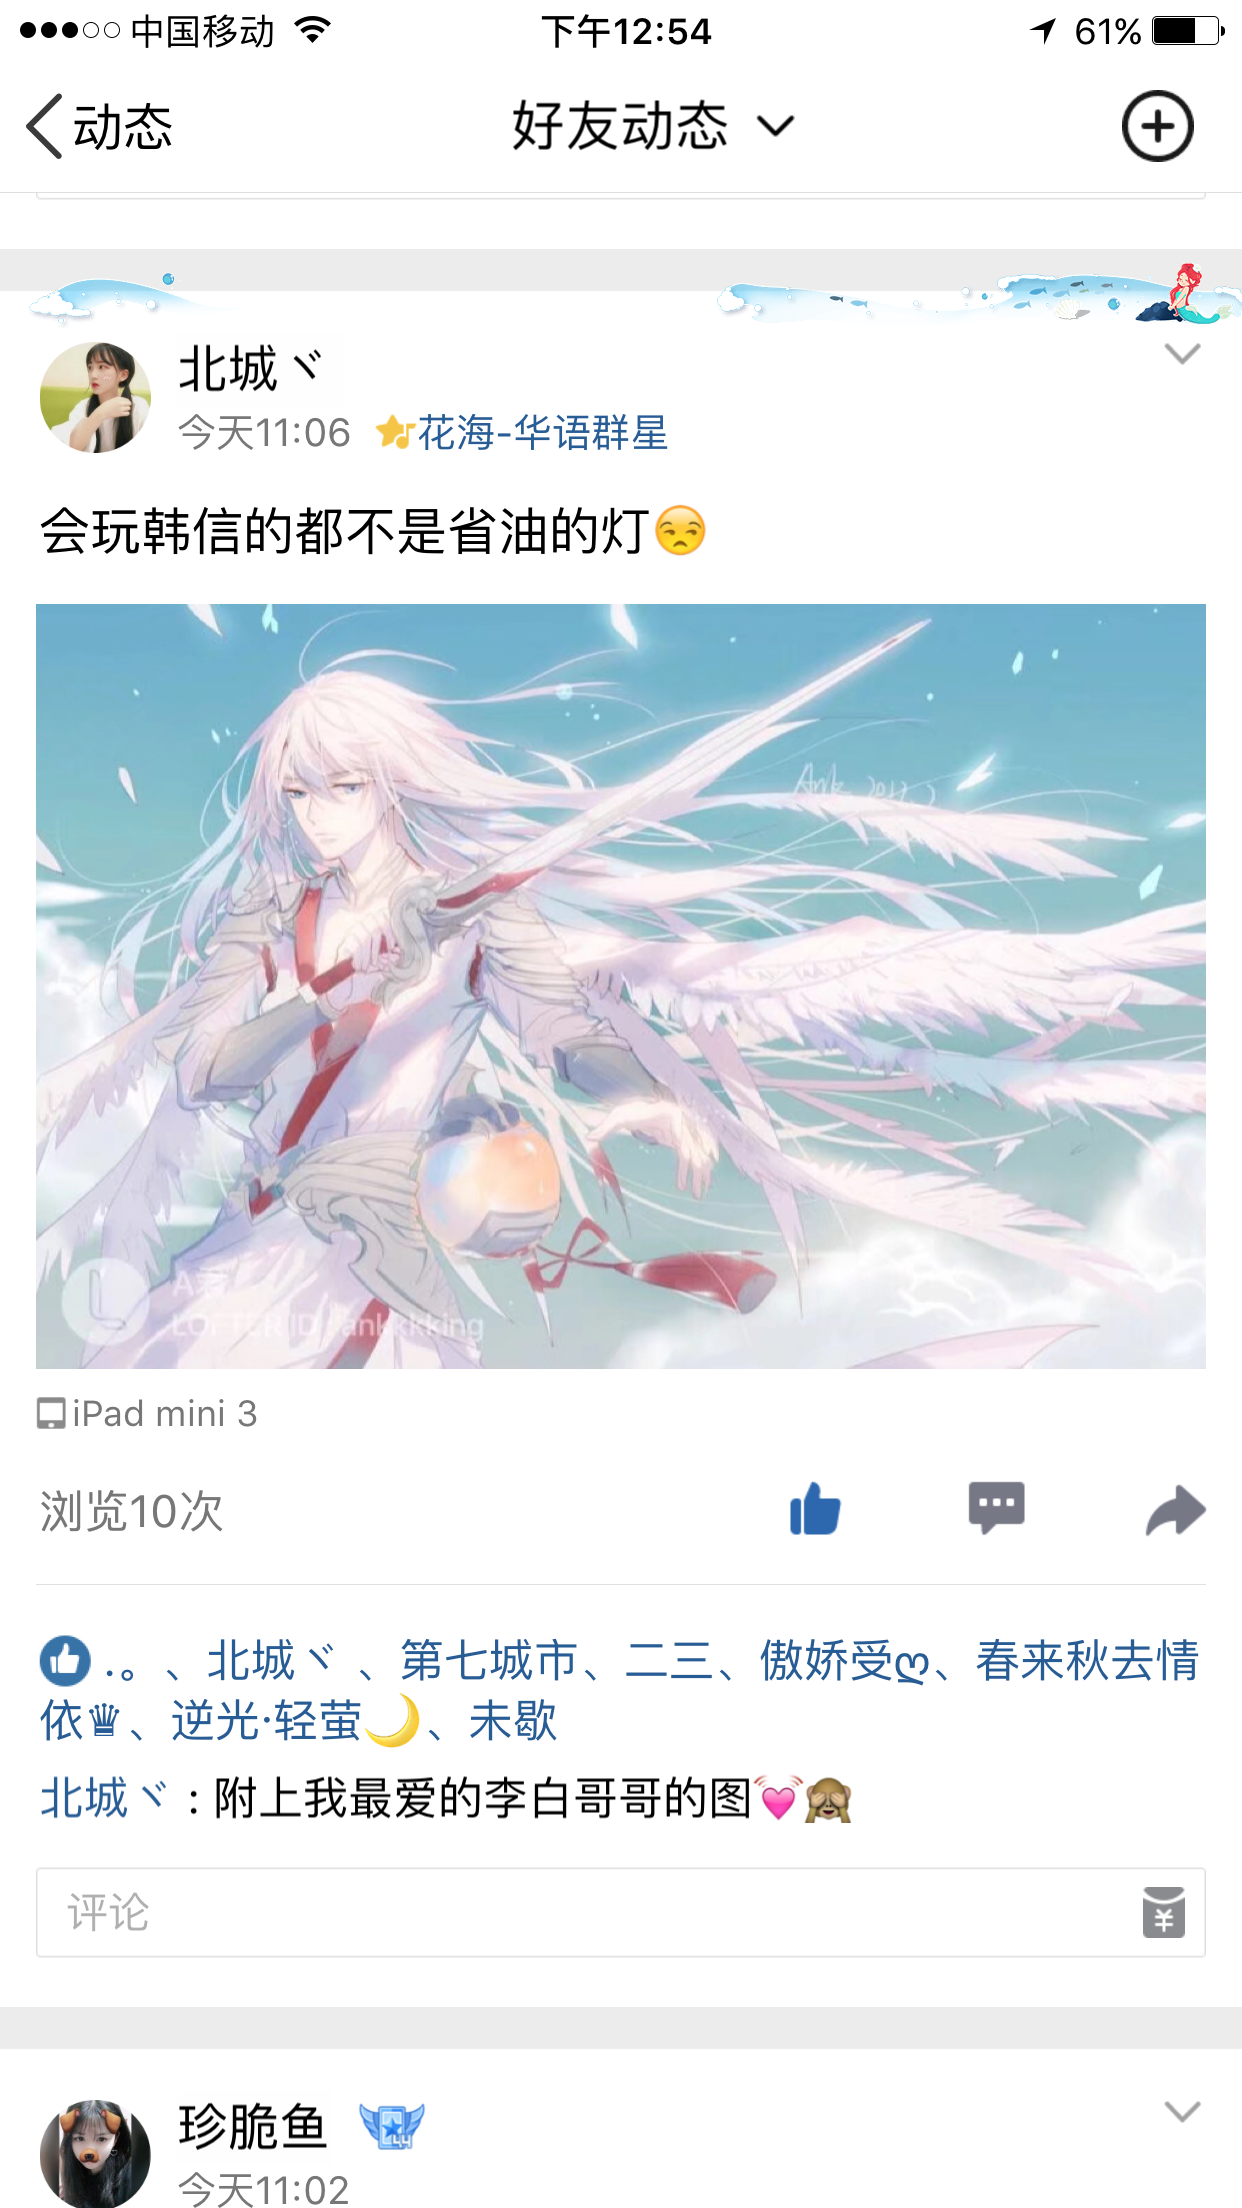 中国移动 下午12:54 61%
动态 好友动态
北城ヾ
今天11:06 花海-华语群星
会玩韩信的都不是省油的灯😒
Ank 2017.
LOFTER ID : ankkkking
iPad mini 3
浏览10次
.。、北城ヾ 、第七城市、二三、傲娇受ღ、春来秋去情
依♛、逆光·轻萤🌙、未歇
北城ヾ : 附上我最爱的李白哥哥的图💓🙈
评论
珍脆鱼
今天11:02